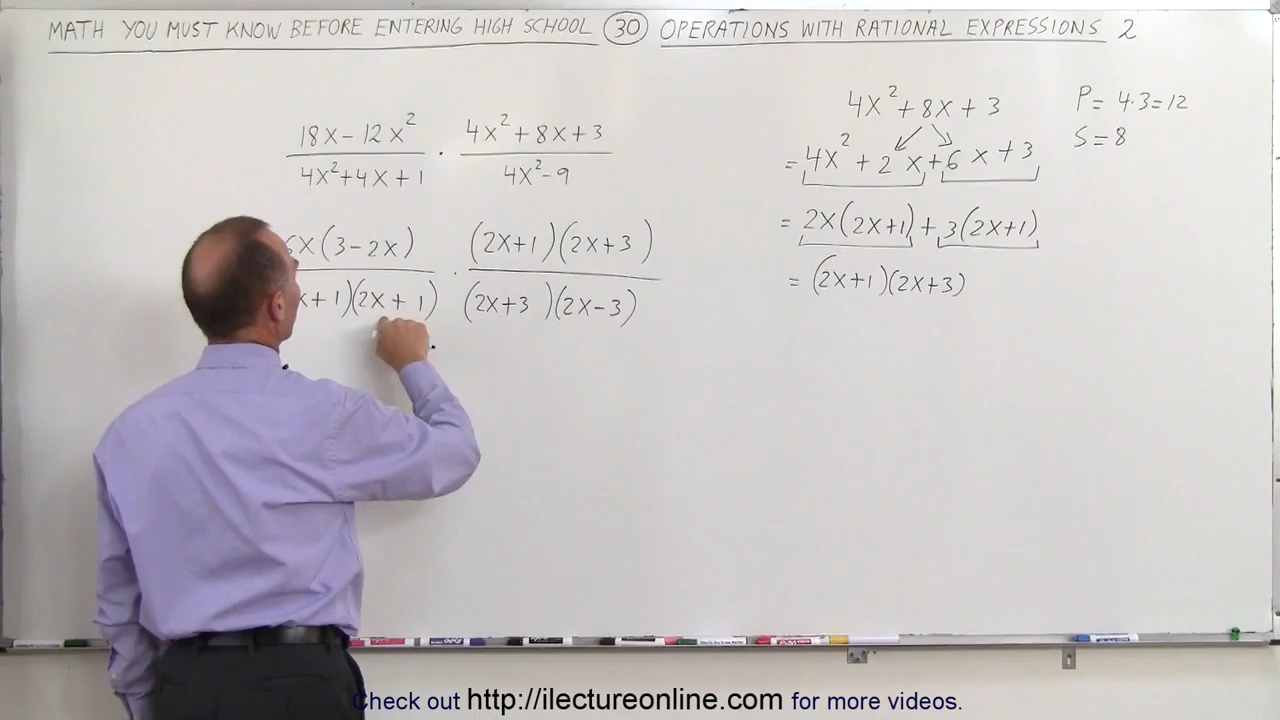 MATH YOU MUST KNOW BEFORE ENTERING HIGH SCHOOL 30 OPERATIONS WITH RATIONAL EXPRESSIONS 2
18x-12x² / 4x²+4x+1 · 4x²+8x+3 / 4x²-9
6x(3-2x) / x+1)(2x+1) · (2x+1)(2x+3) / (2x+3)(2x-3)
4x²+8x+3
= 4x²+2x+6x+3
= 2x(2x+1)+3(2x+1)
= (2x+1)(2x+3)
P= 4·3=12
S=8
Check out http://ilectureonline.com for more videos.